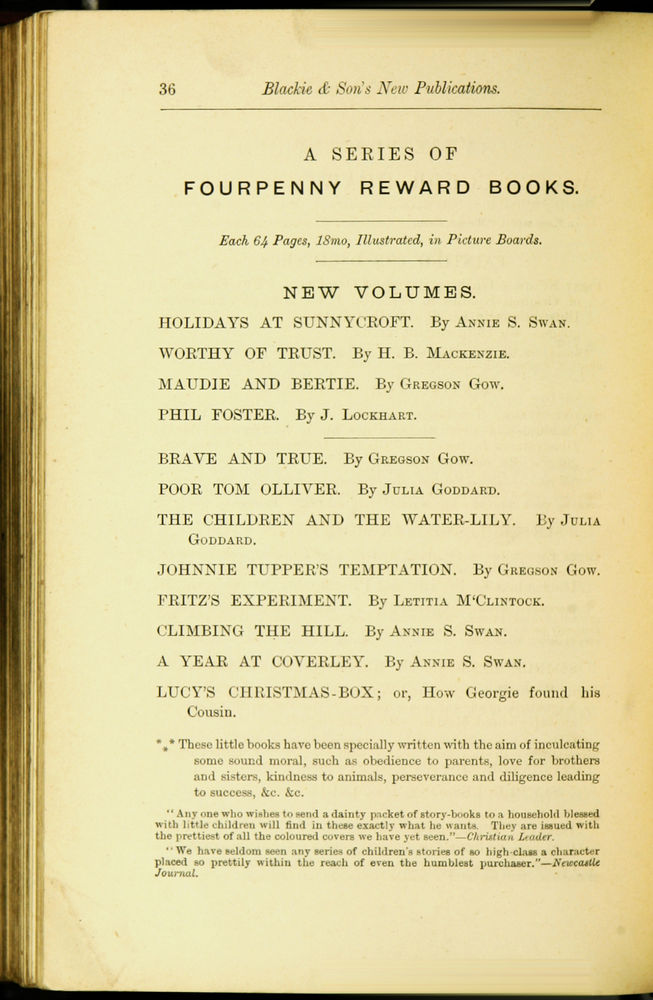 36 Blackie & Son's New Publications.
A SERIES OF
FOURPENNY REWARD BOOKS.
Each 64 Pages, 18mo, Illustrated, in Picture Boards.
NEW VOLUMES.
HOLIDAYS AT SUNNYCROFT. By ANNIE S. SWAN.
WORTHY OF TRUST. By H. B. MACKENZIE.
MAUDIE AND BERTIE. By GREGSON GOW.
PHIL FOSTER. By J. LOCKHART.
BRAVE AND TRUE. By GREGSON GOW.
POOR TOM OLLIVER. By JULIA GODDARD.
THE CHILDREN AND THE WATER-LILY. By JULIA
GODDARD.
JOHNNIE TUPPER'S TEMPTATION. By GREGSON GOW.
FRITZ'S EXPERIMENT. By LETITIA M‘CLINTOCK.
CLIMBING THE HILL. By ANNIE S. SWAN.
A YEAR AT COVERLEY. By ANNIE S. SWAN.
LUCY'S CHRISTMAS-BOX; or, How Georgie found his
Cousin.
*** These little books have been specially written with the aim of inculcating
some sound moral, such as obedience to parents, love for brothers
and sisters, kindness to animals, perseverance and diligence leading
to success, &c. &c.
"Any one who wishes to send a dainty packet of story-books to a household blessed
with little children will find in these exactly what he wants. They are issued with
the prettiest of all the coloured covers we have yet seen."—Christian Leader.
"We have seldom seen any series of children's stories of so high-class a character
placed so prettily within the reach of even the humblest purchaser."—Newcastle
Journal.